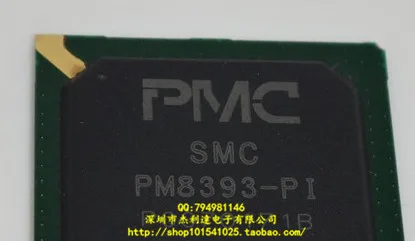 PMC
SMC
PM8393-PI
QQ:794981146
深圳市杰利达电子有限公司
http://shop101541025.taobao.com/